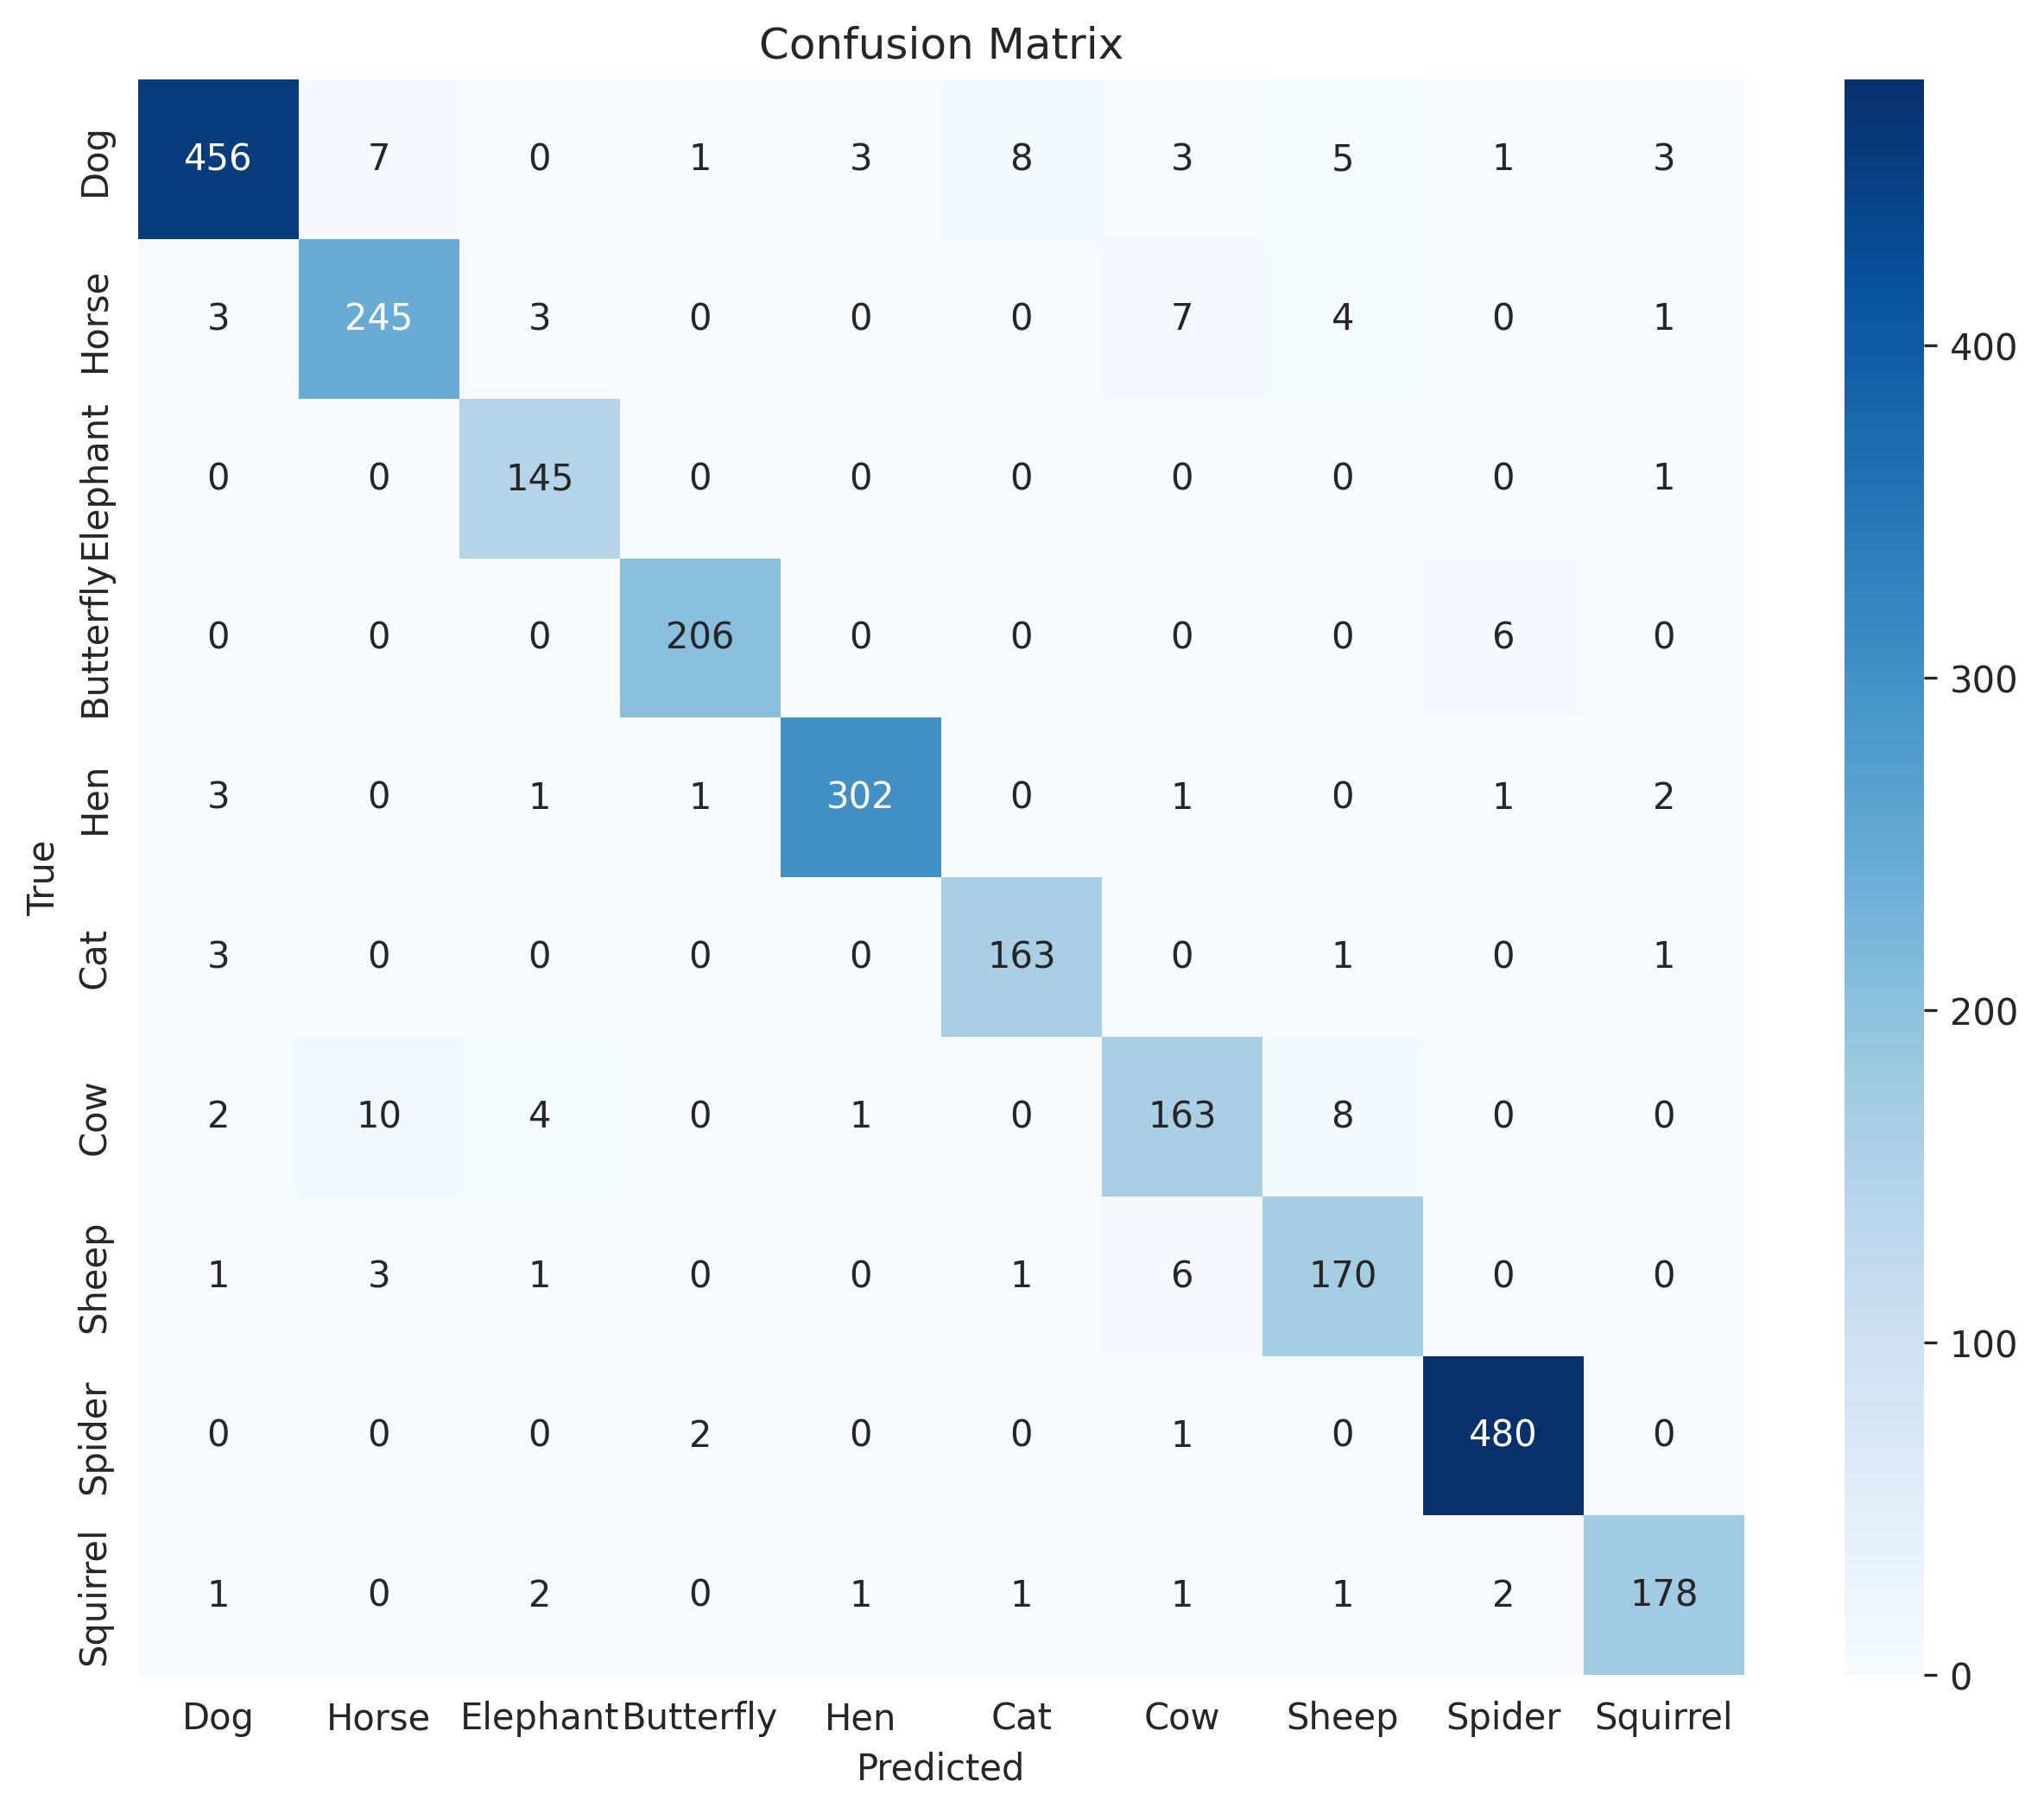 Confusion Matrix
Dog 456 7 0 1 3 8 3 5 1 3
Horse 3 245 3 0 0 0 7 4 0 1
Elephant 0 0 145 0 0 0 0 0 0 1
Butterfly 0 0 0 206 0 0 0 0 6 0
Hen 3 0 1 1 302 0 1 0 1 2
Cat 3 0 0 0 0 163 0 1 0 1
Cow 2 10 4 0 1 0 163 8 0 0
Sheep 1 3 1 0 0 1 6 170 0 0
Spider 0 0 0 2 0 0 1 0 480 0
Squirrel 1 0 2 0 1 1 1 1 2 178
True
Dog Horse Elephant Butterfly Hen Cat Cow Sheep Spider Squirrel
Predicted
400
300
200
100
0